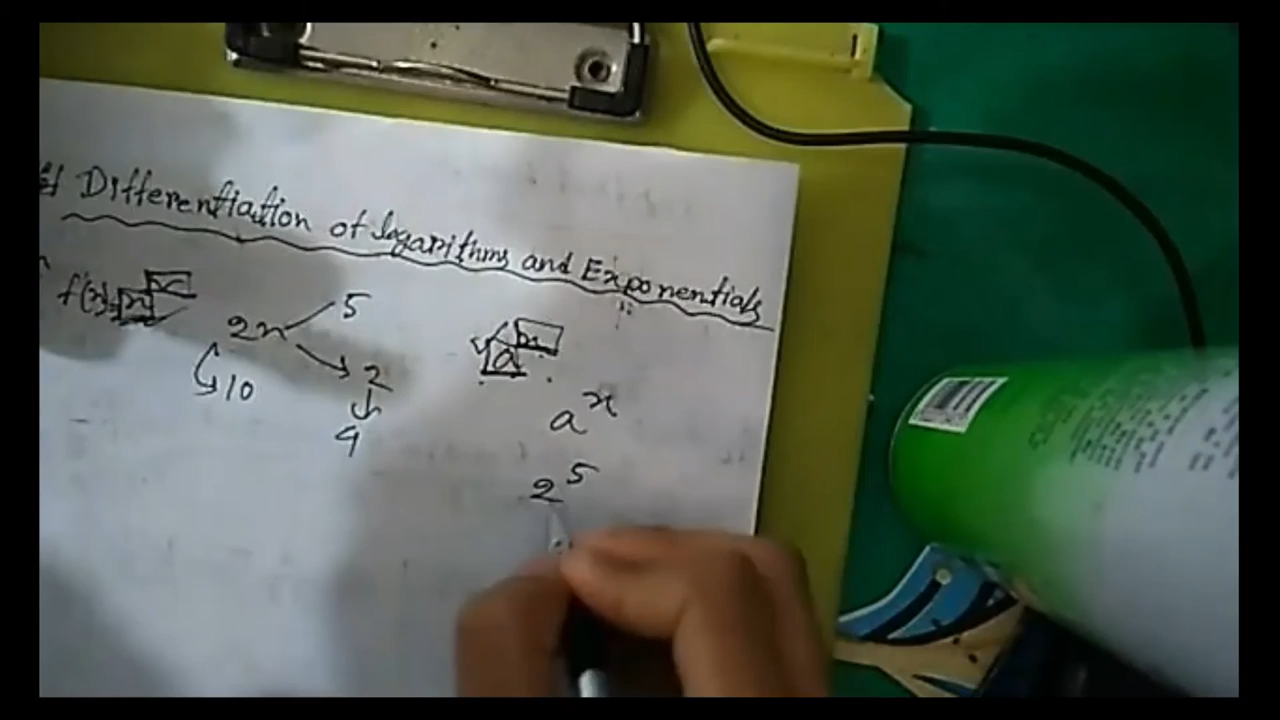 Differentiation of logarithms and Exponentials
f(x)=x^x
2x 5
2
10
4
a^x
a^x
2^5